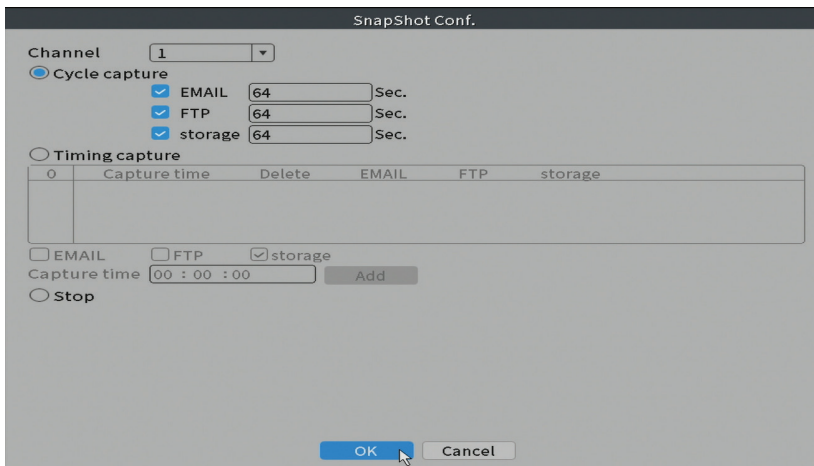 SnapShot Conf.
Channel 1
Cycle capture
EMAIL 64 Sec.
FTP 64 Sec.
storage 64 Sec.
Timing capture
0 Capture time Delete EMAIL FTP storage
EMAIL FTP storage
Capture time 00 : 00 : 00 Add
Stop
OK Cancel